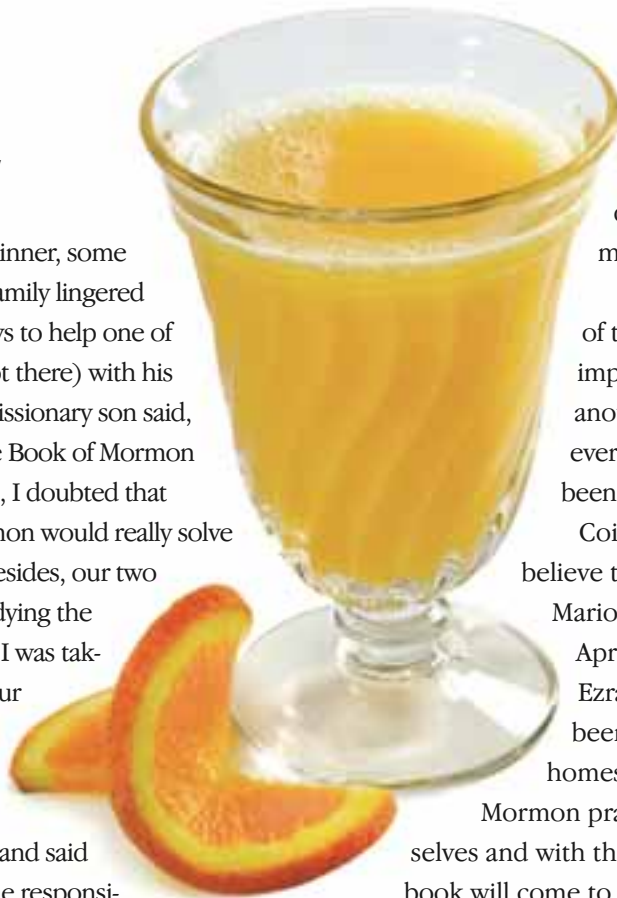 inner, some
amily lingered
ys to help one of
ot there) with his
issionary son said,
e Book of Mormon
, I doubted that
mon would really solve
esides, our two
dying the
I was tak-
ur
and said
e responsi-
m
of t
imp
ano
ever
been
Coi
believe t
Mario
Apr
Ezra
been
homes
Mormon pra
selves and with th
book will come to